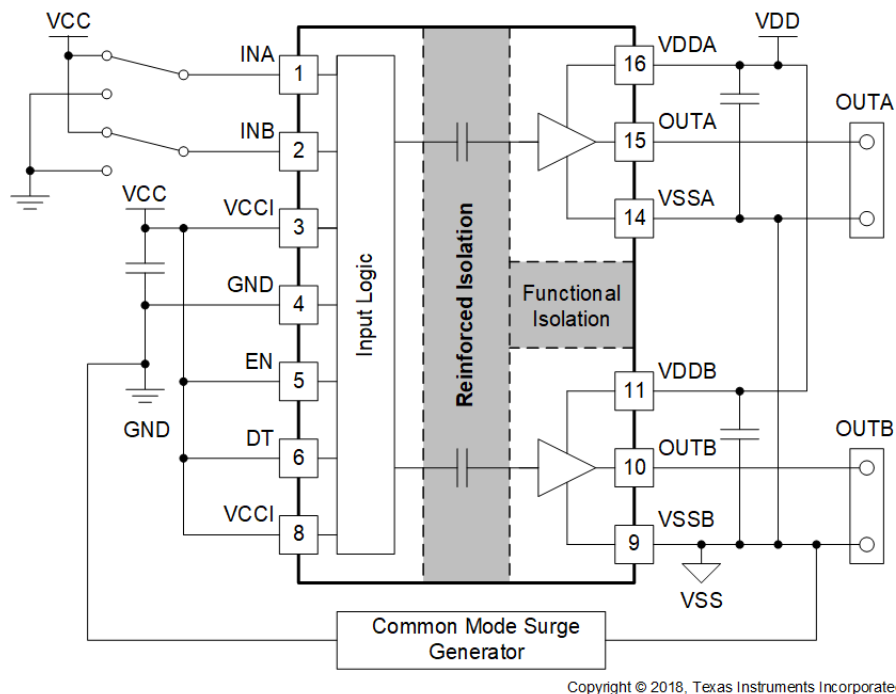 VCC
INA
1
INB
2
VCC
VCCI
3
GND
4
EN
5
GND
DT
6
VCCI
8
Input Logic
Reinforced Isolation
Functional
Isolation
VDD
VDDA
16
OUTA
15
OUTA
VSSA
14
VDDB
11
OUTB
10
OUTB
VSSB
9
VSS
Common Mode Surge
Generator
Copyright © 2018, Texas Instruments Incorporate